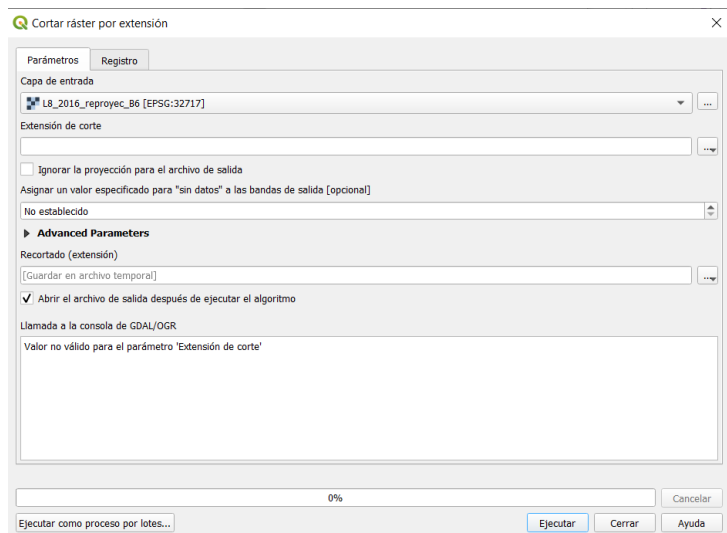 Cortar ráster por extensión
Parámetros
Registro
Capa de entrada
L8_2016_reproyec_B6 [EPSG:32717]
...
Extensión de corte
...
Ignorar la proyección para el archivo de salida
Asignar un valor especificado para "sin datos" a las bandas de salida [opcional]
No establecido
Advanced Parameters
Recortado (extensión)
[Guardar en archivo temporal]
...
Abrir el archivo de salida después de ejecutar el algoritmo
Llamada a la consola de GDAL/OGR
Valor no válido para el parámetro 'Extensión de corte'
0%
Cancelar
Ejecutar como proceso por lotes...
Ejecutar
Cerrar
Ayuda